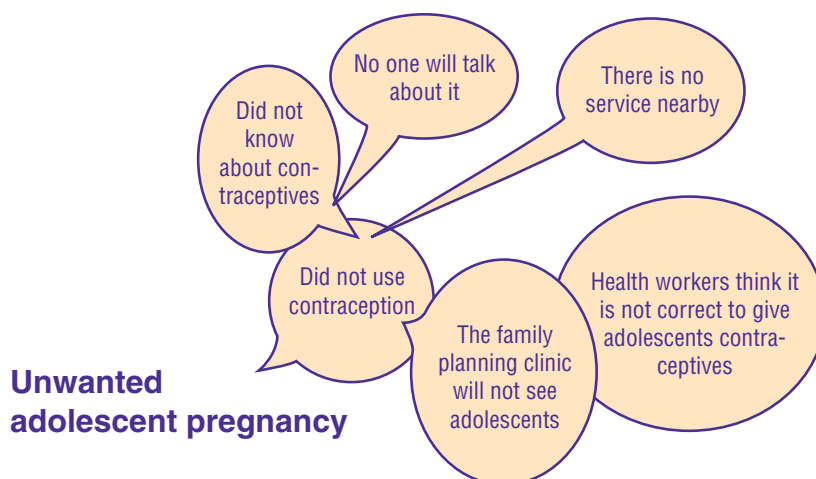 No one will talk
about it
There is no
service nearby
Did not
know
about con-
traceptives
Did not use
contraception
Health workers think it
is not correct to give
adolescents contra-
ceptives
The family
planning clinic
will not see
adolescents
Unwanted
adolescent pregnancy